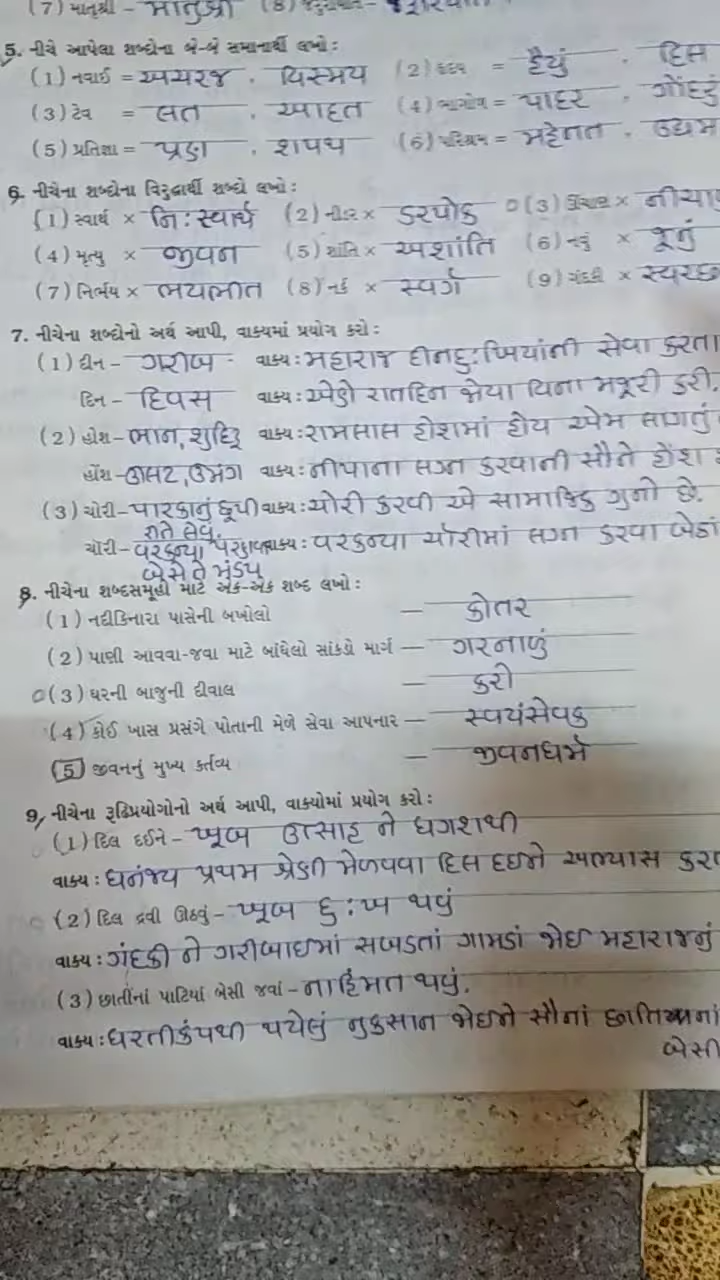 (7) માતુશ્રી - માતુશ્રી (8)
5. નીચે આપેલા શબ્દોના બે-બે સમાનાર્થી લખો :
(1) નવાઈ = અચરજ . વિસ્મય (2) હૃદય = હૈયું . દિલ
(3) ટેવ = લત . આદત (4) ભાગોળ = પાદર . ગોંદરું
(5) પ્રતિજ્ઞા = પ્રણ . શપથ (6) પરિશ્રમ = મહેનત . ઉદ્યમ
6. નીચેના શબ્દોના વિરુદ્ધાર્થી શબ્દો લખો :
(1) સ્વાર્થ × નિ:સ્વાર્થ (2) નીડર × ડરપોક (3) ઊંચાણ × નીચા
(4) મૃત્યુ × જીવન (5) શાંતિ × અશાંતિ (6) નવું × જૂનું
(7) નિર્ભય × ભયભીત (8) નર્ક × સ્વર્ગ (9) ગંદકી × સ્વચ્છ
7. નીચેના શબ્દોનો અર્થ આપી, વાક્યમાં પ્રયોગ કરો :
(1) દીન - ગરીબ વાક્ય : મહારાજ દીનદુ:ખિયાંની સેવા કરતા
દિન - દિવસ વાક્ય : એણે રાતદિન જોયા વિના મજૂરી કરી.
(2) હોશ - ભાન, શુદ્ધિ વાક્ય : રામલાલ હોશમાં હોય એમ લાગતું
હોંશ - ઉલટ, ઉમંગ વાક્ય : નીપાના લગ્ન કરવાની સૌને હોંશ
(3) ચોરી - પારકાનું છૂપી વાક્ય : ચોરી કરવી એ સામાજિક ગુનો છે.
રીતે લેવું
ચૉરી - વરકન્યા પરણવા વાક્ય : વરકન્યા ચૉરીમાં લગ્ન કરવા બેઠાં
બેસે તે મંડપ
8. નીચેના શબ્દસમૂહો માટે એક-એક શબ્દ લખો :
(1) નદીકિનારા પાસેની બખોલો — કોતર
(2) પાણી આવવા-જવા માટે બાંધેલો સાંકડો માર્ગ — ગરનાળું
(3) ઘરની બાજુની દીવાલ — કરો
(4) કોઈ ખાસ પ્રસંગે પોતાની મેળે સેવા આપનાર — સ્વયંસેવક
(5) જીવનનું મુખ્ય કર્તવ્ય — જીવનધર્મ
9. નીચેના રૂઢિપ્રયોગોનો અર્થ આપી, વાક્યોમાં પ્રયોગ કરો :
(1) દિલ દઈને - ખૂબ ઉત્સાહ ને ધગશથી
વાક્ય : ધનંજય પ્રથમ શ્રેણી મેળવવા દિલ દઈને અભ્યાસ કરા
(2) દિલ દ્રવી ઊઠવું - ખૂબ દુ:ખ થવું
વાક્ય : ગંદકી ને ગરીબાઈમાં સબડતાં ગામડાં જોઈ મહારાજનું
(3) છાતીનાં પાટિયાં બેસી જવાં - નાહિંમત થવું.
વાક્ય : ધરતીકંપથી થયેલું નુકસાન જોઈને સૌનાં છાતિયાનાં
બેસી